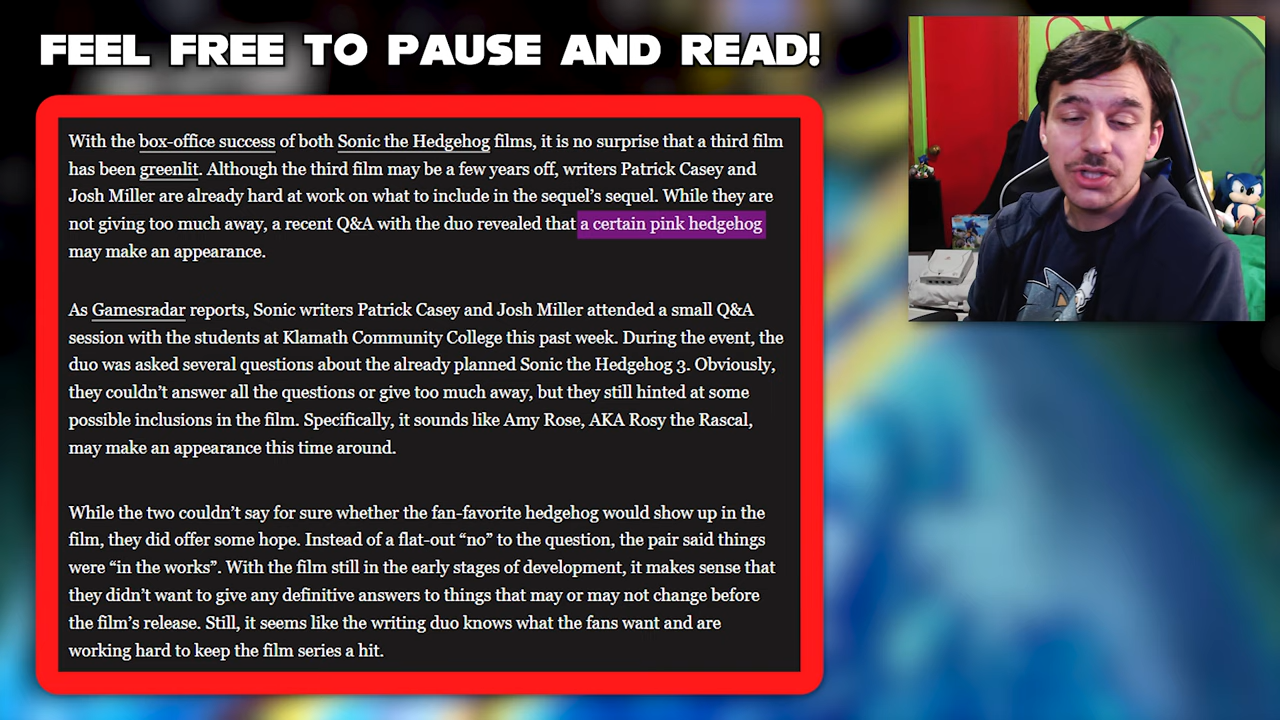 FEEL FREE TO PAUSE AND READ!
With the box-office success of both Sonic the Hedgehog films, it is no surprise that a third film
has been greenlit. Although the third film may be a few years off, writers Patrick Casey and
Josh Miller are already hard at work on what to include in the sequel’s sequel. While they are
not giving too much away, a recent Q&A with the duo revealed that a certain pink hedgehog
may make an appearance.
As Gamesradar reports, Sonic writers Patrick Casey and Josh Miller attended a small Q&A
session with the students at Klamath Community College this past week. During the event, the
duo was asked several questions about the already planned Sonic the Hedgehog 3. Obviously,
they couldn’t answer all the questions or give too much away, but they still hinted at some
possible inclusions in the film. Specifically, it sounds like Amy Rose, AKA Rosy the Rascal,
may make an appearance this time around.
While the two couldn’t say for sure whether the fan-favorite hedgehog would show up in the
film, they did offer some hope. Instead of a flat-out “no” to the question, the pair said things
were “in the works”. With the film still in the early stages of development, it makes sense that
they didn’t want to give any definitive answers to things that may or may not change before
the film’s release. Still, it seems like the writing duo knows what the fans want and are
working hard to keep the film series a hit.